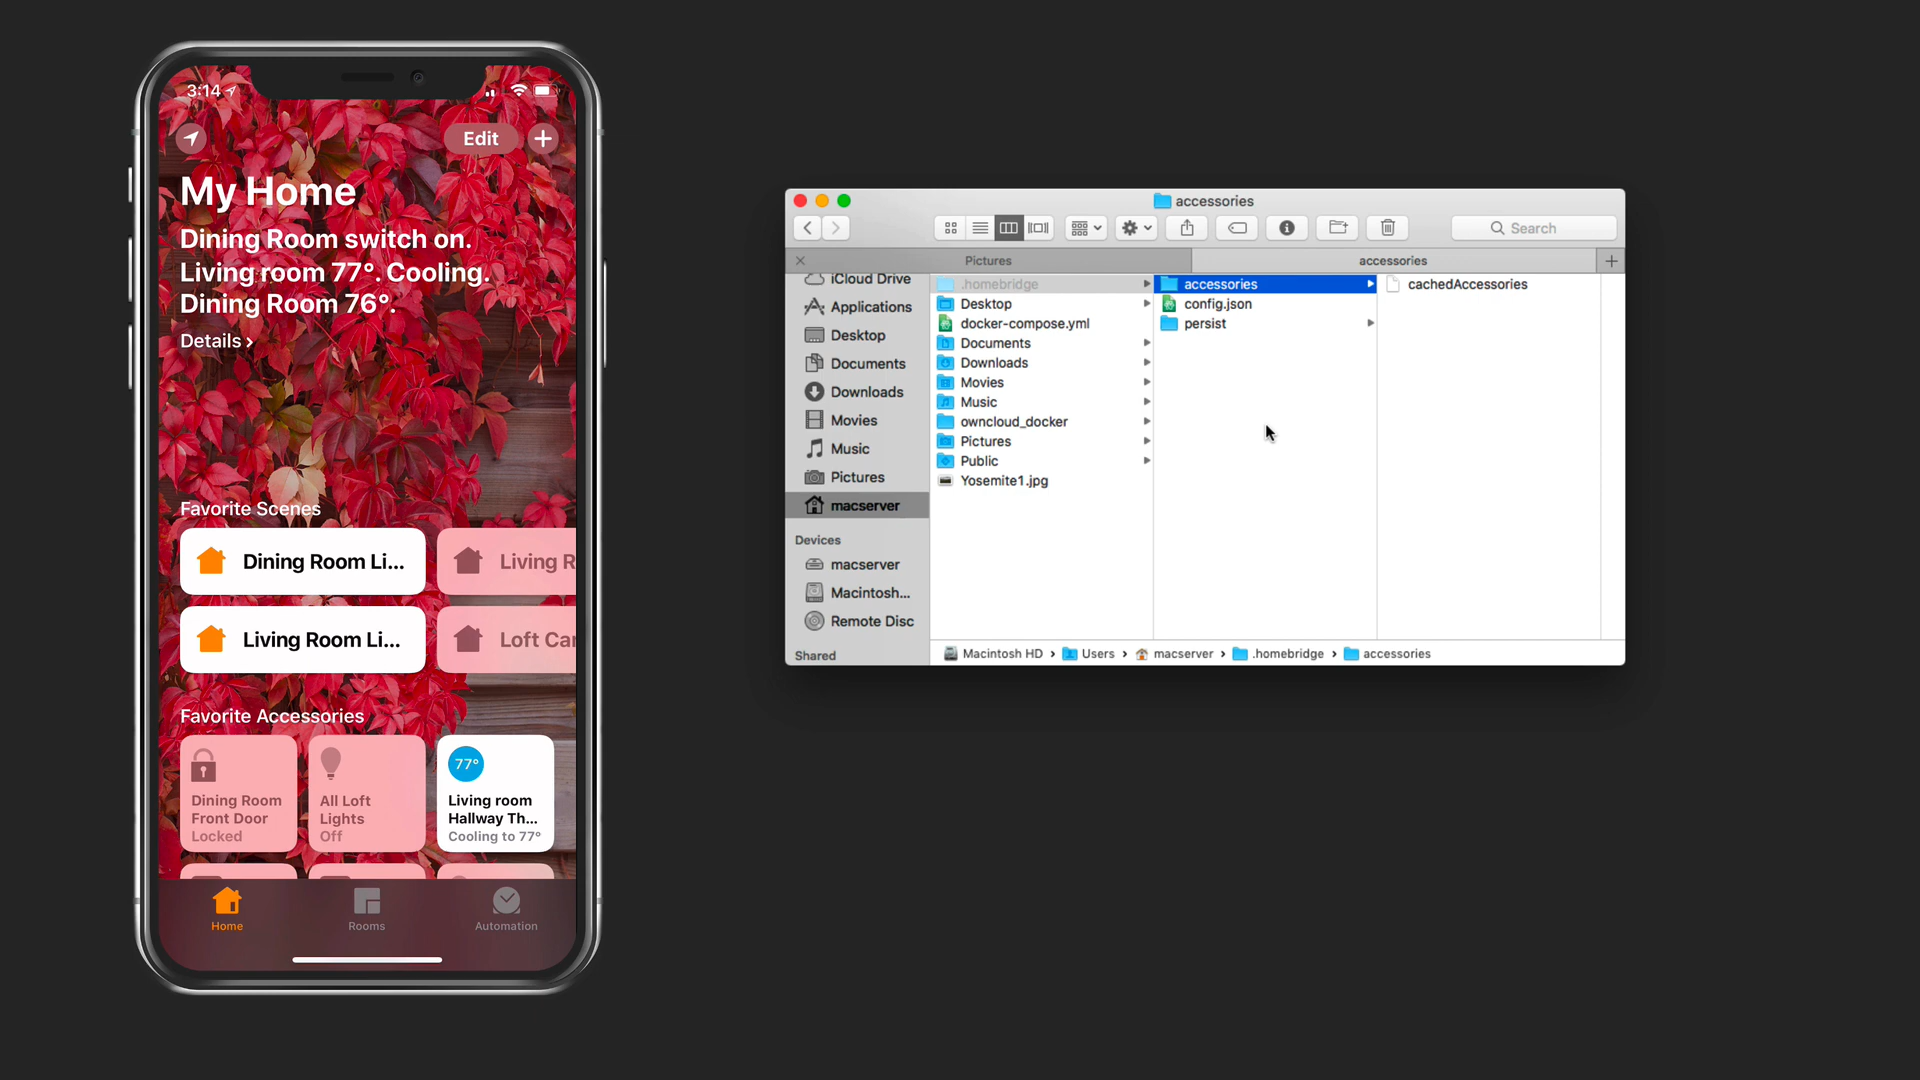 3:14
Edit
My Home
Dining Room switch on.
Living room 77°. Cooling.
Dining Room 76°.
Details ›
Favorite Scenes
Dining Room Li...
Living R
Living Room Li...
Loft Car
Favorite Accessories
Dining Room
Front Door
Locked
All Loft
Lights
Off
77°
Living room
Hallway Th...
Cooling to 77°
Home
Rooms
Automation
accessories
Search
Pictures
accessories
iCloud Drive
Applications
Desktop
Documents
Downloads
Movies
Music
Pictures
macserver
Devices
macserver
Macintosh...
Remote Disc
Shared
.homebridge
Desktop
docker-compose.yml
Documents
Downloads
Movies
Music
owncloud_docker
Pictures
Public
Yosemite1.jpg
accessories
config.json
persist
cachedAccessories
Macintosh HD › Users › macserver › .homebridge › accessories